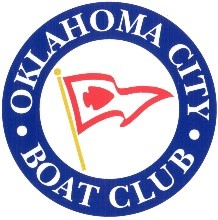 OKLAHOMA CITY
• BOAT CLUB •